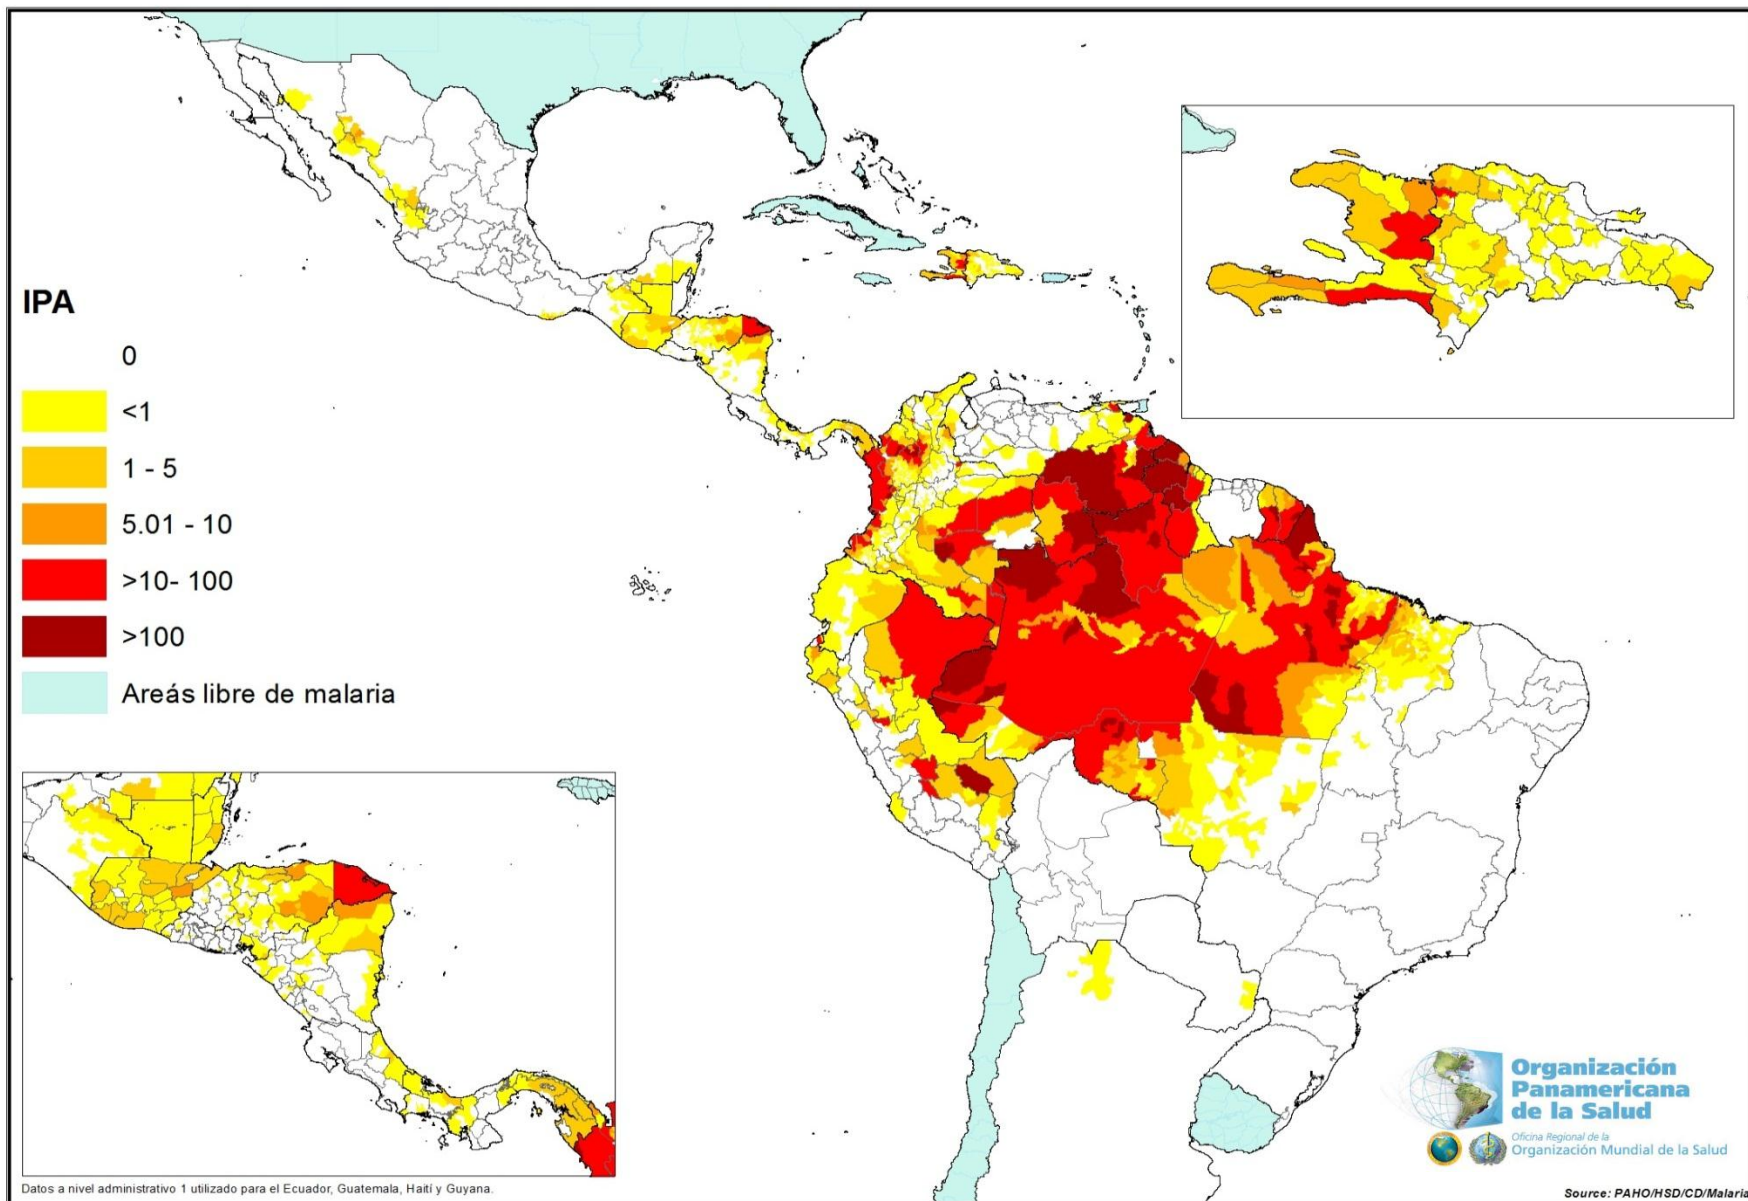 IPA
0
<1
1 - 5
5.01 - 10
>10- 100
>100
Areás libre de malaria
Datos a nivel administrativo 1 utilizado para el Ecuador, Guatemala, Haití y Guyana.
Organización
Panamericana
de la Salud
Oficina Regional de la
Organización Mundial de la Salud
Source: PAHO/HSD/CD/Malaria